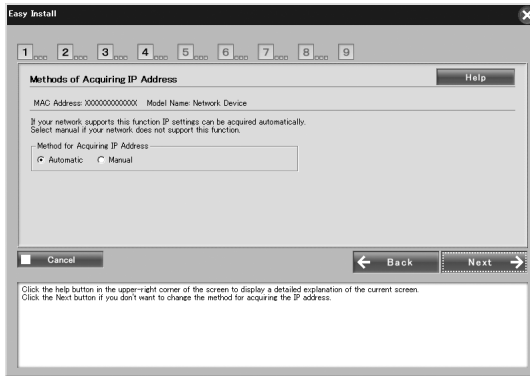 Easy Install
1 2 3 4 5 6 7 8 9
Methods of Acquiring IP Address
Help
MAC Address: XXXXXXXXXXXX Model Name: Network Device
If your network supports this function IP settings can be acquired automatically.
Select manual if your network does not support this function.
Method for Acquiring IP Address
Automatic Manual
Cancel
Back
Next
Click the help button in the upper-right corner of the screen to display a detailed explanation of the current screen.
Click the Next button if you don't want to change the method for acquiring the IP address.